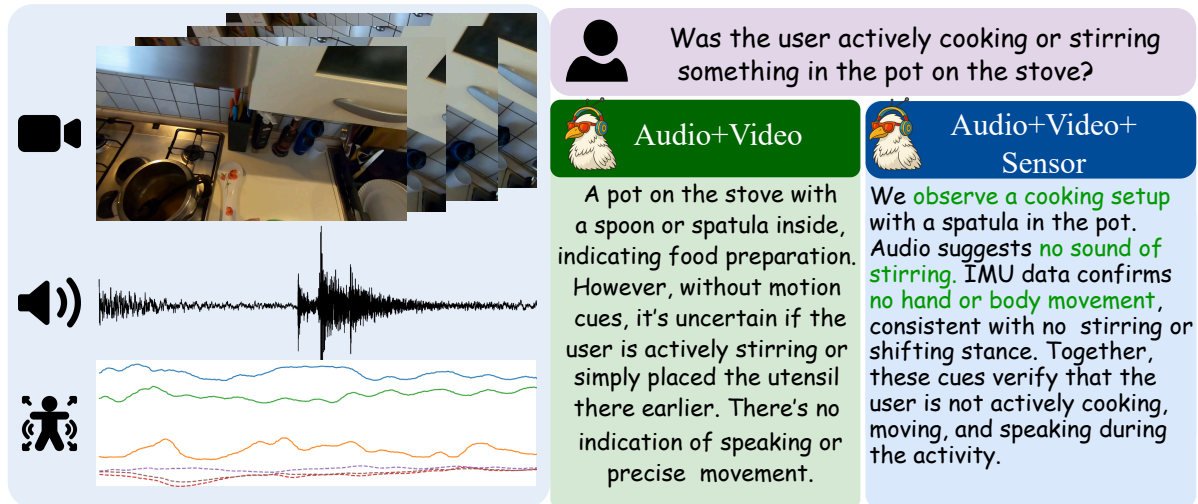 Was the user actively cooking or stirring
something in the pot on the stove?
Audio+Video
A pot on the stove with
a spoon or spatula inside,
indicating food preparation.
However, without motion
cues, it's uncertain if the
user is actively stirring or
simply placed the utensil
there earlier. There's no
indication of speaking or
precise movement.
Audio+Video+
Sensor
We observe a cooking setup
with a spatula in the pot.
Audio suggests no sound of
stirring. IMU data confirms
no hand or body movement,
consistent with no stirring or
shifting stance. Together,
these cues verify that the
user is not actively cooking,
moving, and speaking during
the activity.